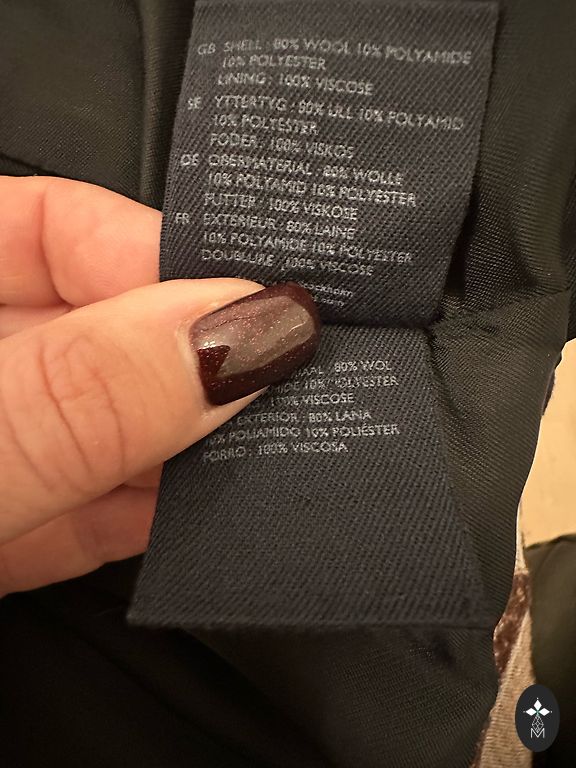 GB SHELL : 80% WOOL 10% POLYAMIDE
10% POLYESTER
LINING : 100% VISCOSE
SE YTTERTYG : 80% ULL 10% POLYAMID
10% POLYESTER
FODER : 100% VISKOS
DE OBERMATERIAL : 80% WOLLE
10% POLYAMID 10% POLYESTER
FUTTER : 100% VISKOSE
FR EXTERIEUR : 80% LAINE
10% POLYAMIDE 10% POLYESTER
DOUBLURE : 100% VISCOSE
80% WOL
10% POLYESTER
100% VISCOSE
EXTERIOR : 80% LANA
POLIAMIDO 10% POLIÉSTER
FORRO : 100% VISCOSA
M